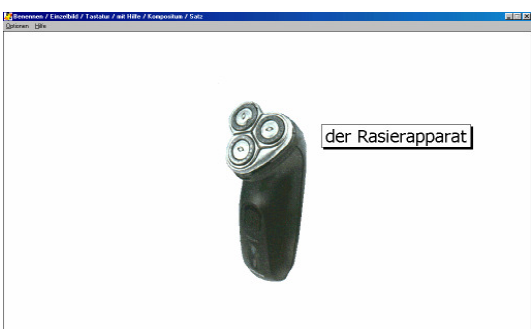 Benennen / Einzelbild / Tastatur / mit Hilfe / Kompositum / Satz
Optionen Hilfe
der Rasierapparat